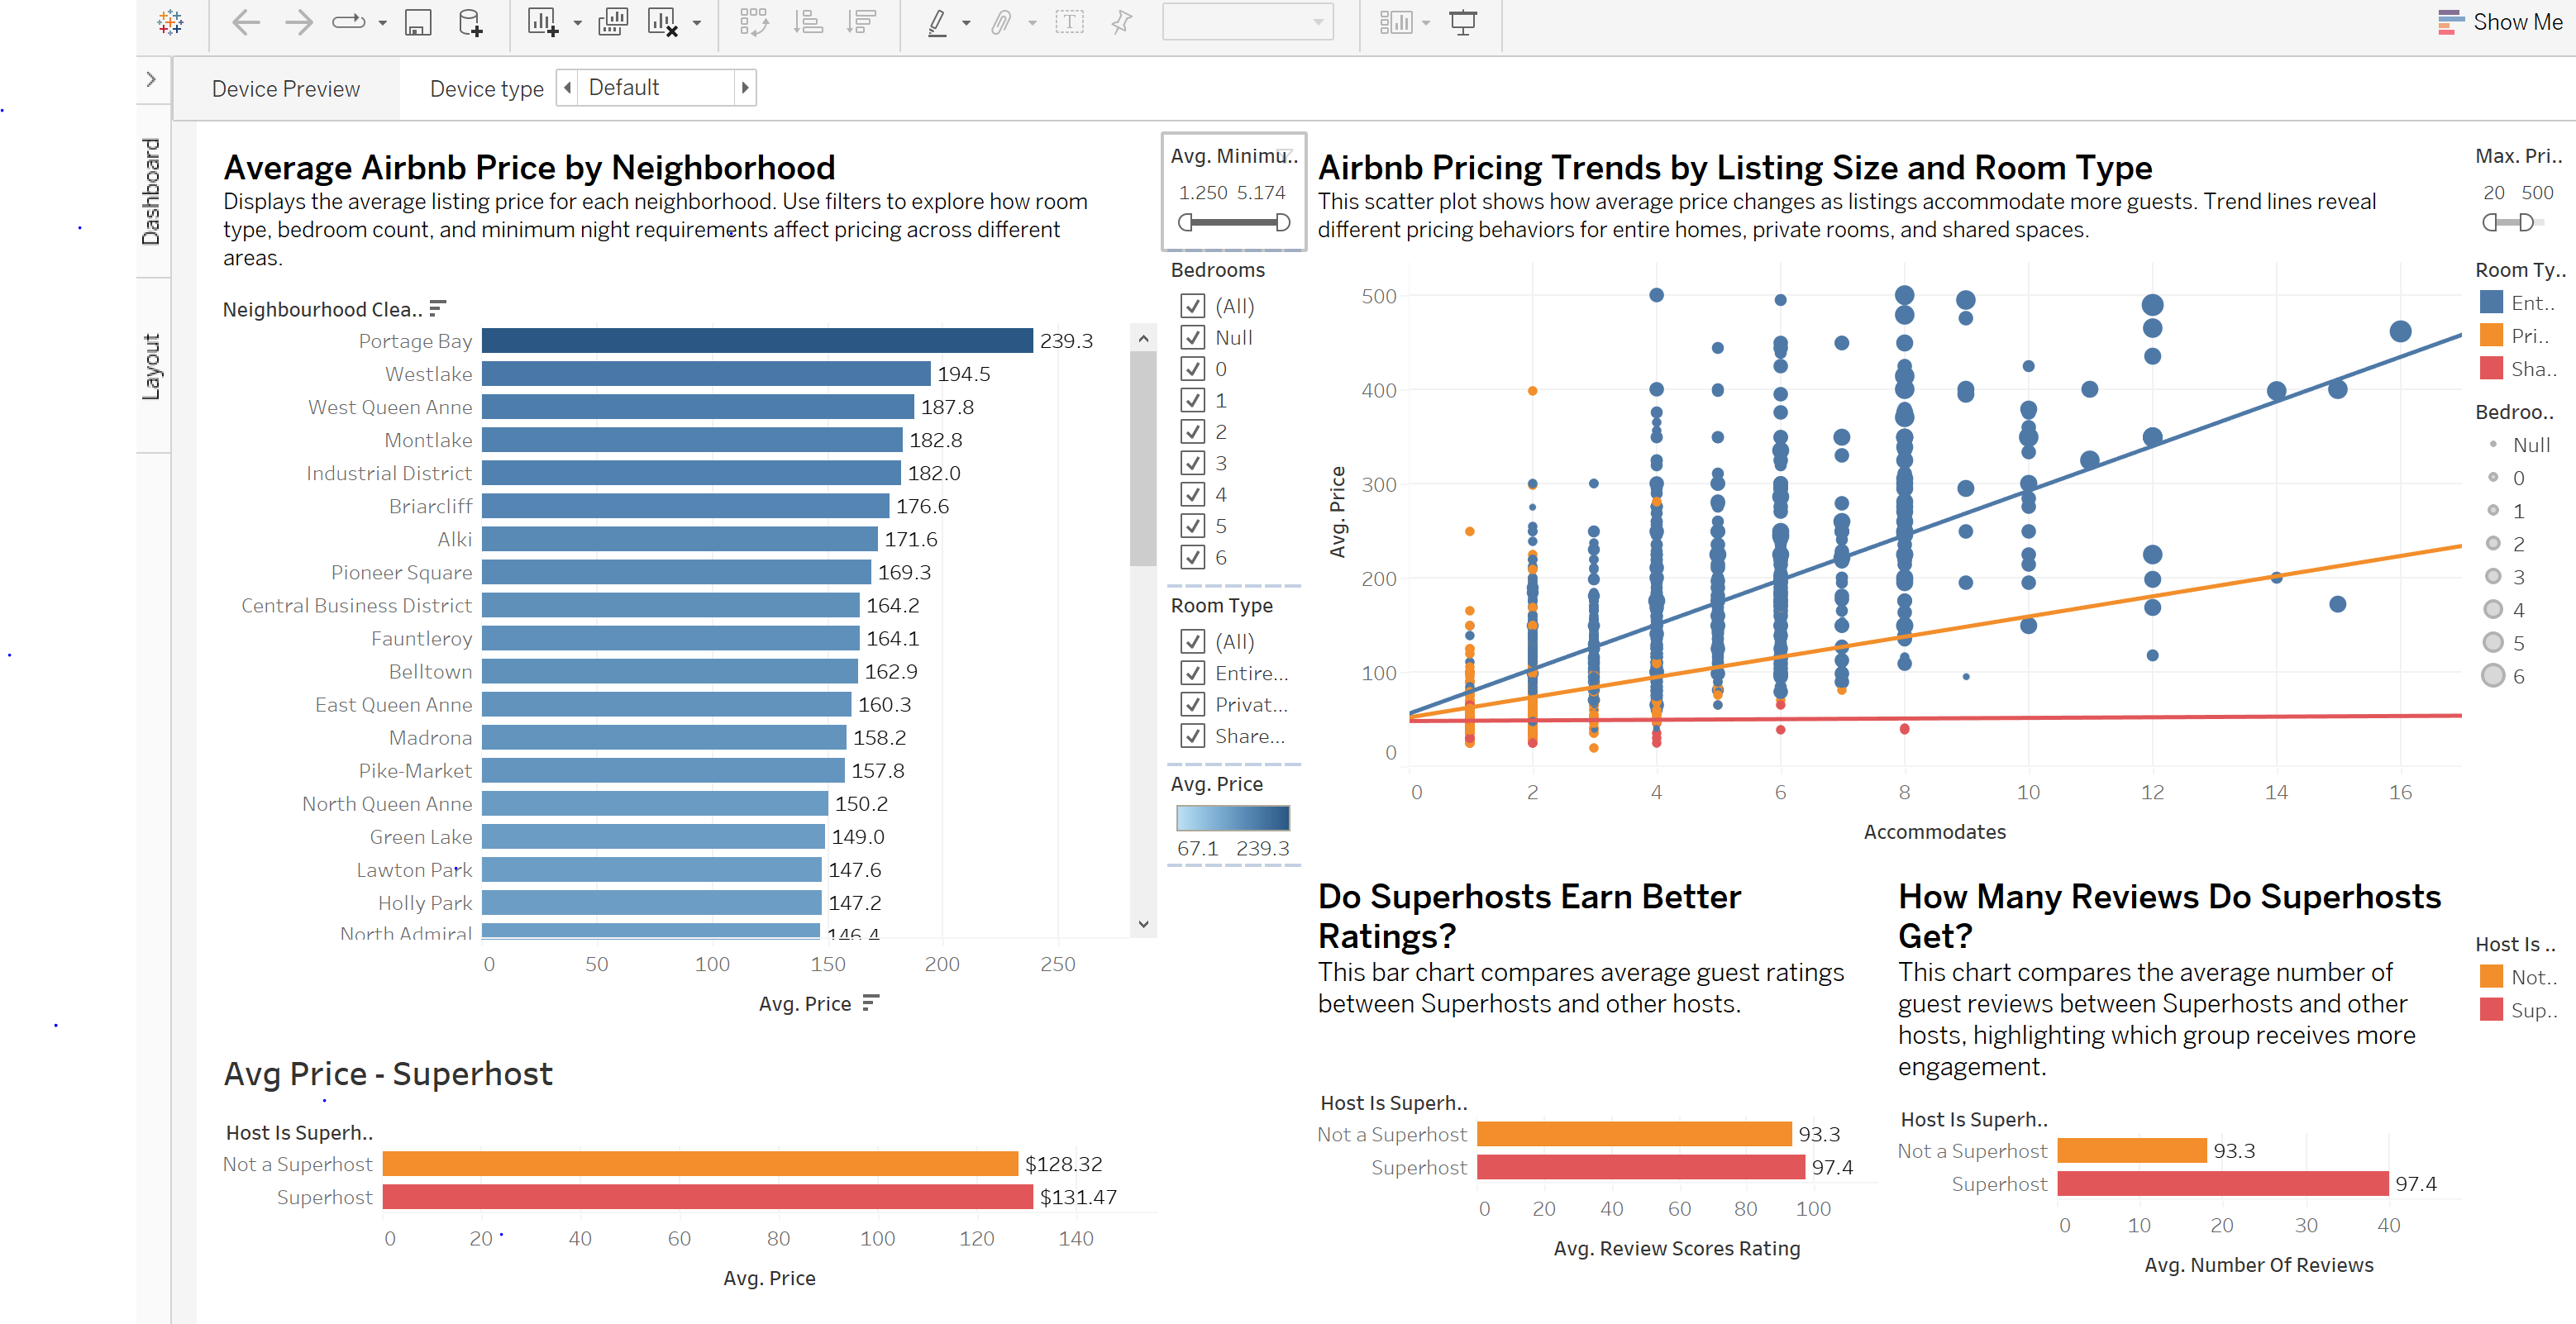 Show Me
Device Preview
Device type
Default
Dashboard
Layout
Average Airbnb Price by Neighborhood
Displays the average listing price for each neighborhood. Use filters to explore how room
type, bedroom count, and minimum night requirements affect pricing across different
areas.
Neighbourhood Clea..
Portage Bay 239.3
Westlake 194.5
West Queen Anne 187.8
Montlake 182.8
Industrial District 182.0
Briarcliff 176.6
Alki 171.6
Pioneer Square 169.3
Central Business District 164.2
Fauntleroy 164.1
Belltown 162.9
East Queen Anne 160.3
Madrona 158.2
Pike-Market 157.8
North Queen Anne 150.2
Green Lake 149.0
Lawton Park 147.6
Holly Park 147.2
North Admiral 146.4
0 50 100 150 200 250
Avg. Price
Avg. Minimu..
1.250 5.174
Bedrooms
(All)
Null
0
1
2
3
4
5
6
Room Type
(All)
Entire...
Privat...
Share...
Avg. Price
67.1 239.3
Airbnb Pricing Trends by Listing Size and Room Type
This scatter plot shows how average price changes as listings accommodate more guests. Trend lines reveal
different pricing behaviors for entire homes, private rooms, and shared spaces.
Avg. Price
500
400
300
200
100
0
0 2 4 6 8 10 12 14 16
Accommodates
Max. Pri..
20 500
Room Ty..
Ent..
Pri..
Sha..
Bedroo..
Null
0
1
2
3
4
5
6
Avg Price - Superhost
Host Is Superh..
Not a Superhost $128.32
Superhost $131.47
0 20 40 60 80 100 120 140
Avg. Price
Do Superhosts Earn Better
Ratings?
This bar chart compares average guest ratings
between Superhosts and other hosts.
Host Is Superh..
Not a Superhost 93.3
Superhost 97.4
0 20 40 60 80 100
Avg. Review Scores Rating
How Many Reviews Do Superhosts
Get?
This chart compares the average number of
guest reviews between Superhosts and other
hosts, highlighting which group receives more
engagement.
Host Is Superh..
Not a Superhost 93.3
Superhost 97.4
0 10 20 30 40
Avg. Number Of Reviews
Host Is ..
Not..
Sup..